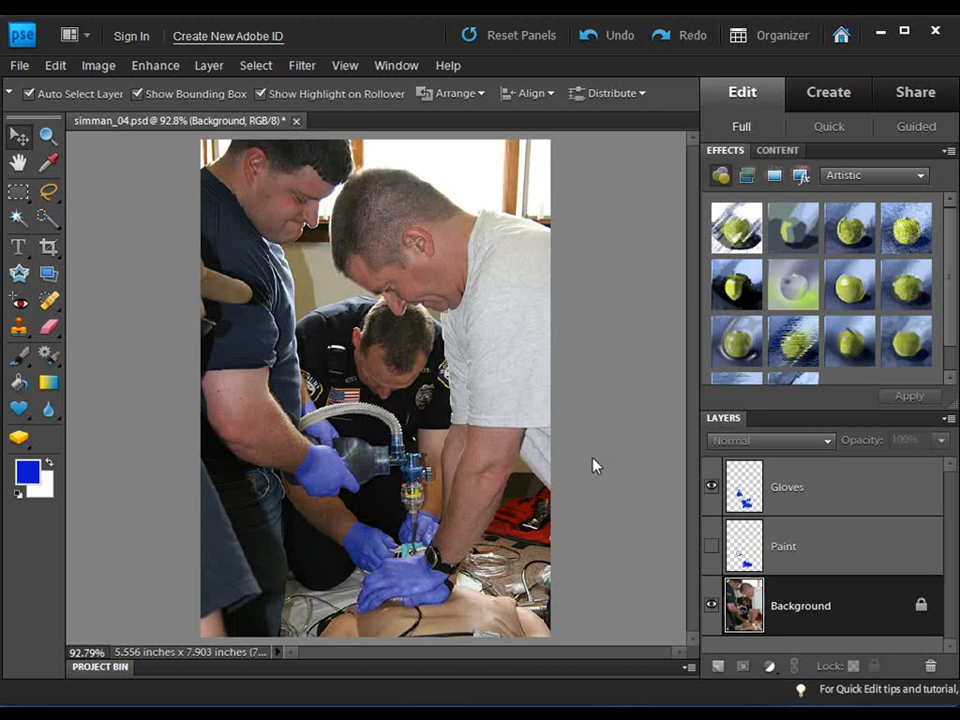 pse
Sign In
Create New Adobe ID
Reset Panels
Undo
Redo
Organizer
File Edit Image Enhance Layer Select Filter View Window Help
Auto Select Layer Show Bounding Box Show Highlight on Rollover Arrange Align Distribute
Edit Create Share
simman_04.psd @ 92.8% (Background, RGB/8) *
Full Quick Guided
EFFECTS CONTENT
Artistic
Apply
LAYERS
Normal Opacity: 100%
Gloves
Paint
Background
92.79% 5.556 inches x 7.903 inches (7...
Lock:
PROJECT BIN
For Quick Edit tips and tutorial,